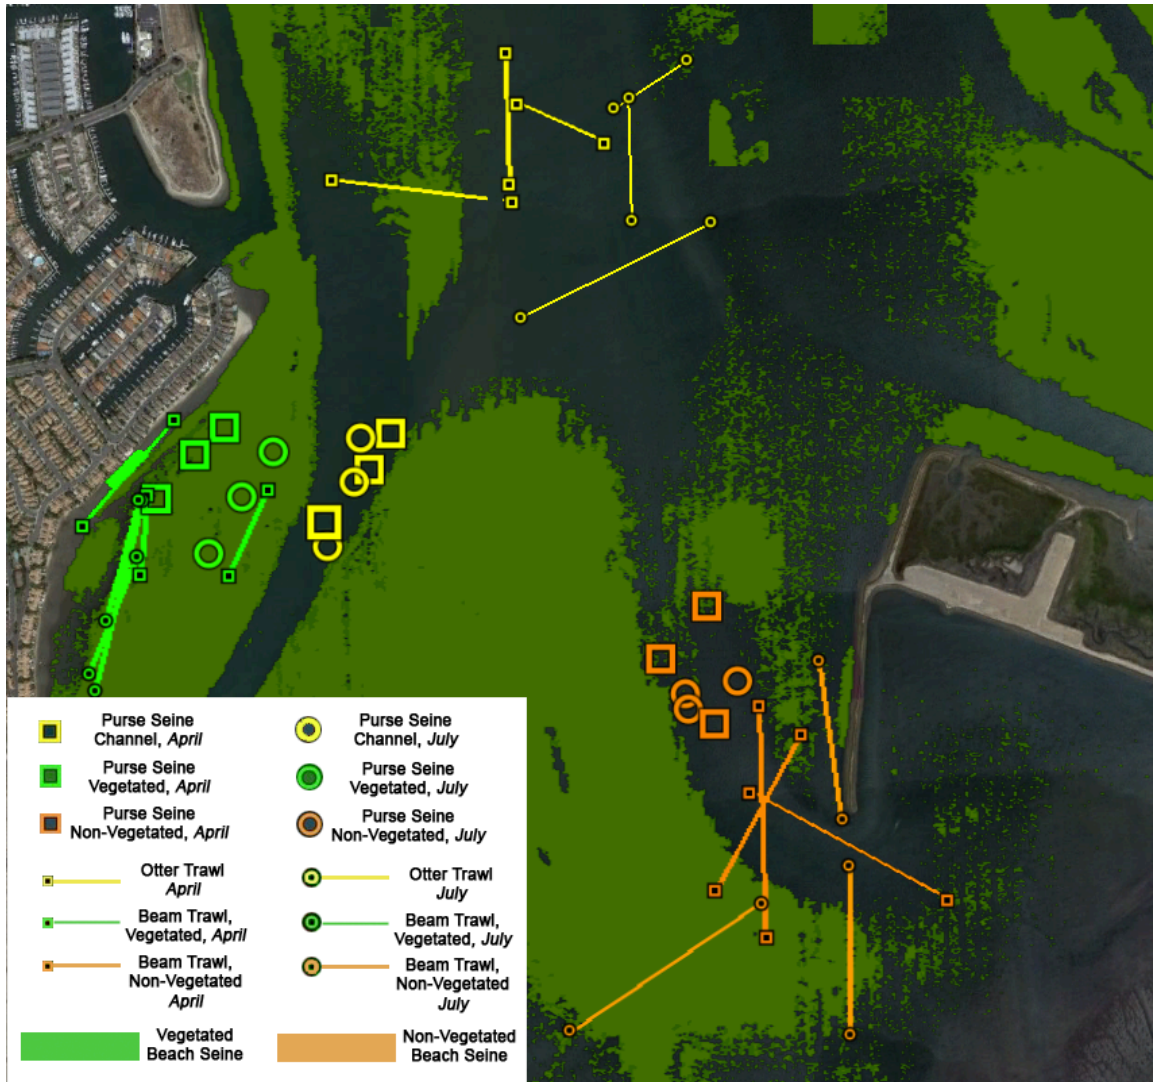 Purse Seine
Channel, April
Purse Seine
Channel, July
Purse Seine
Vegetated, April
Purse Seine
Vegetated, July
Purse Seine
Non-Vegetated, April
Purse Seine
Non-Vegetated, July
Otter Trawl
April
Otter Trawl
July
Beam Trawl,
Vegetated, April
Beam Trawl,
Vegetated, July
Beam Trawl,
Non-Vegetated
April
Beam Trawl,
Non-Vegetated
July
Vegetated
Beach Seine
Non-Vegetated
Beach Seine